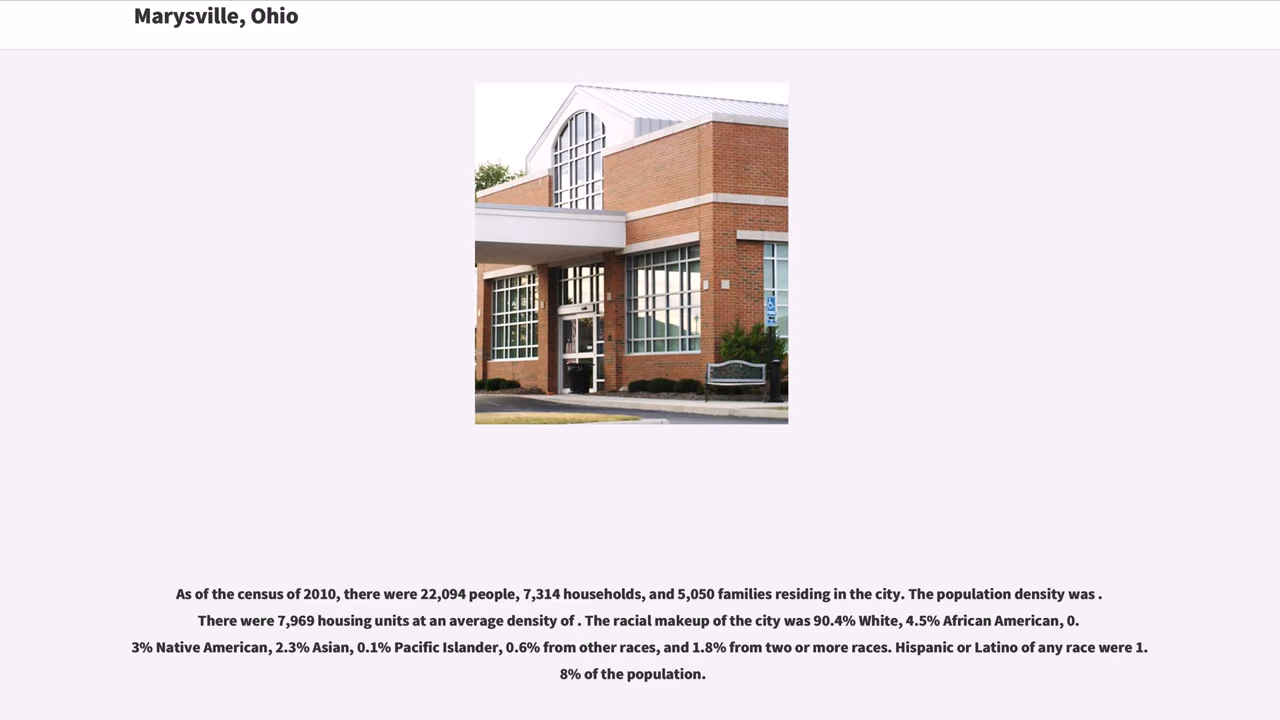 Marysville, Ohio
As of the census of 2010, there were 22,094 people, 7,314 households, and 5,050 families residing in the city. The population density was .
There were 7,969 housing units at an average density of . The racial makeup of the city was 90.4% White, 4.5% African American, 0.
3% Native American, 2.3% Asian, 0.1% Pacific Islander, 0.6% from other races, and 1.8% from two or more races. Hispanic or Latino of any race were 1.
8% of the population.